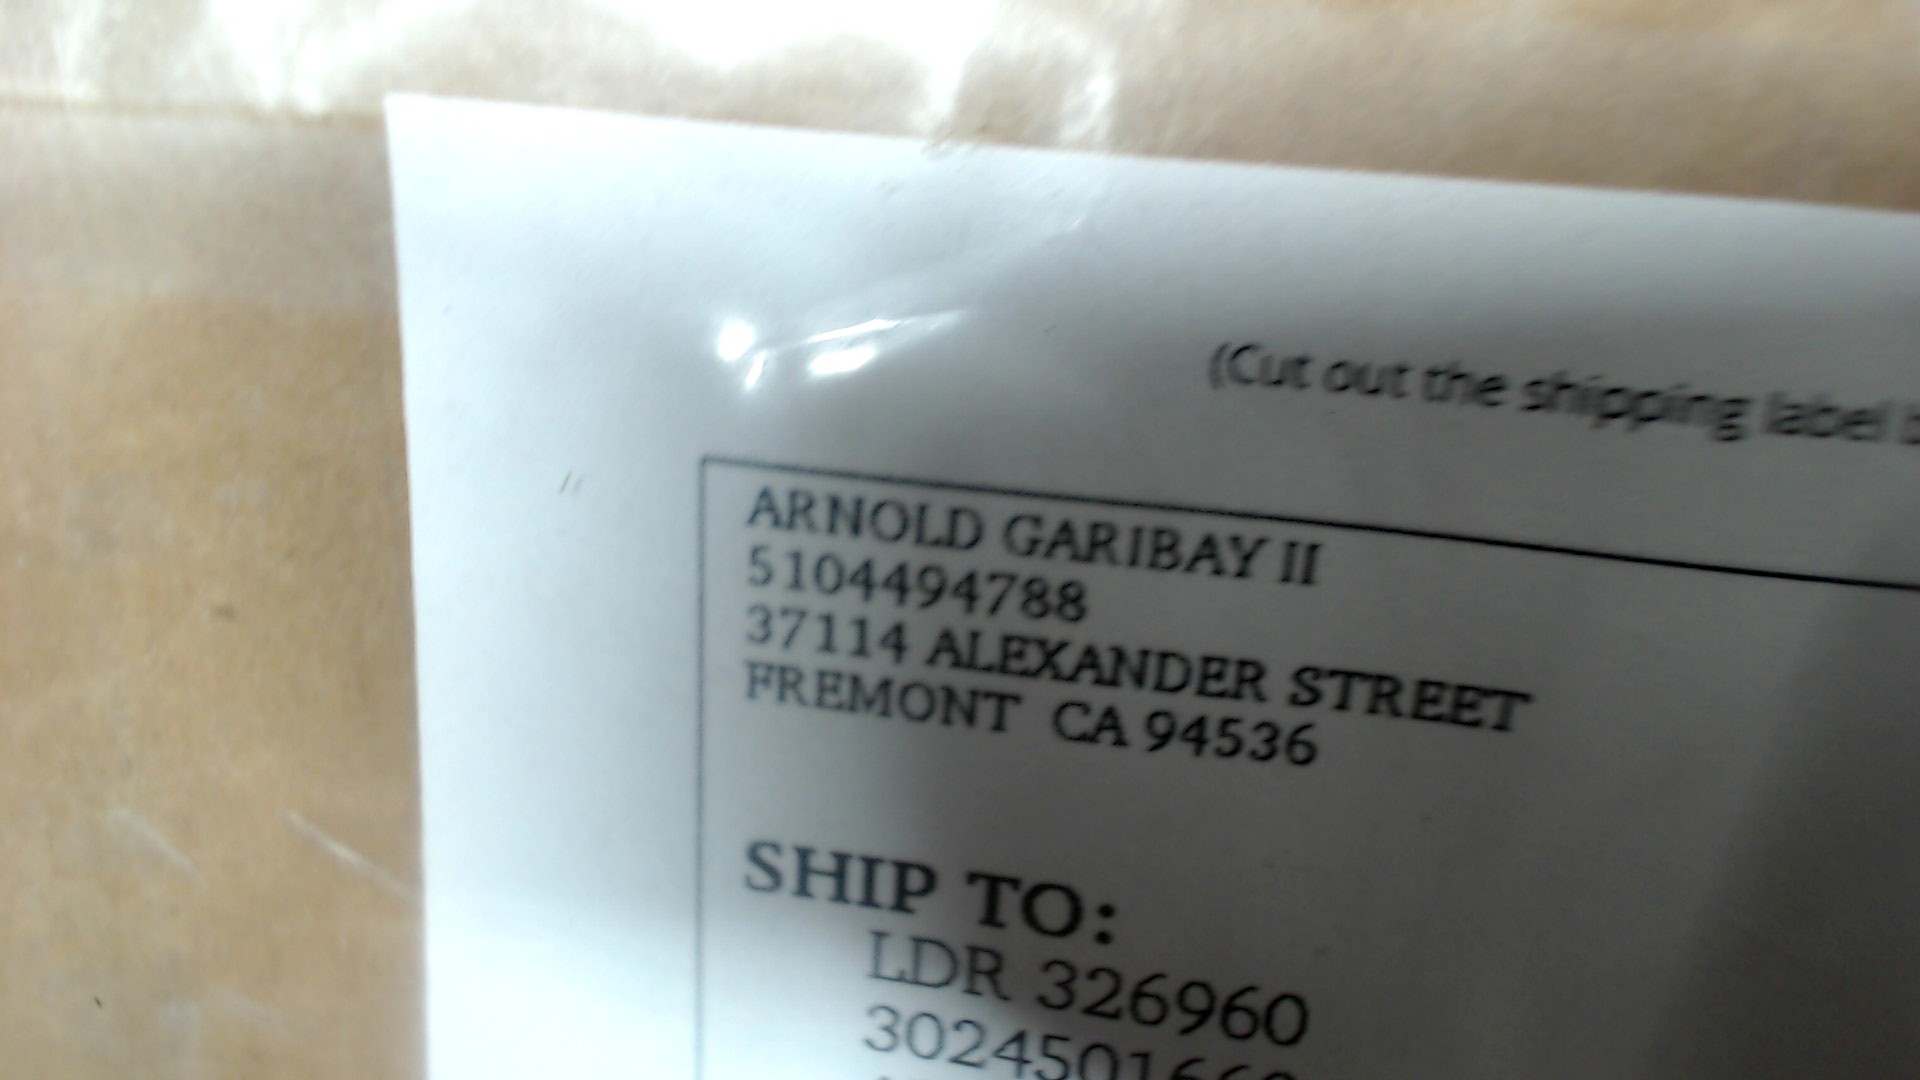 (Cut out the shipping label
ARNOLD GARIBAY II
5104494788
37114 ALEXANDER STREET
FREMONT CA 94536
SHIP TO:
LDR 326960